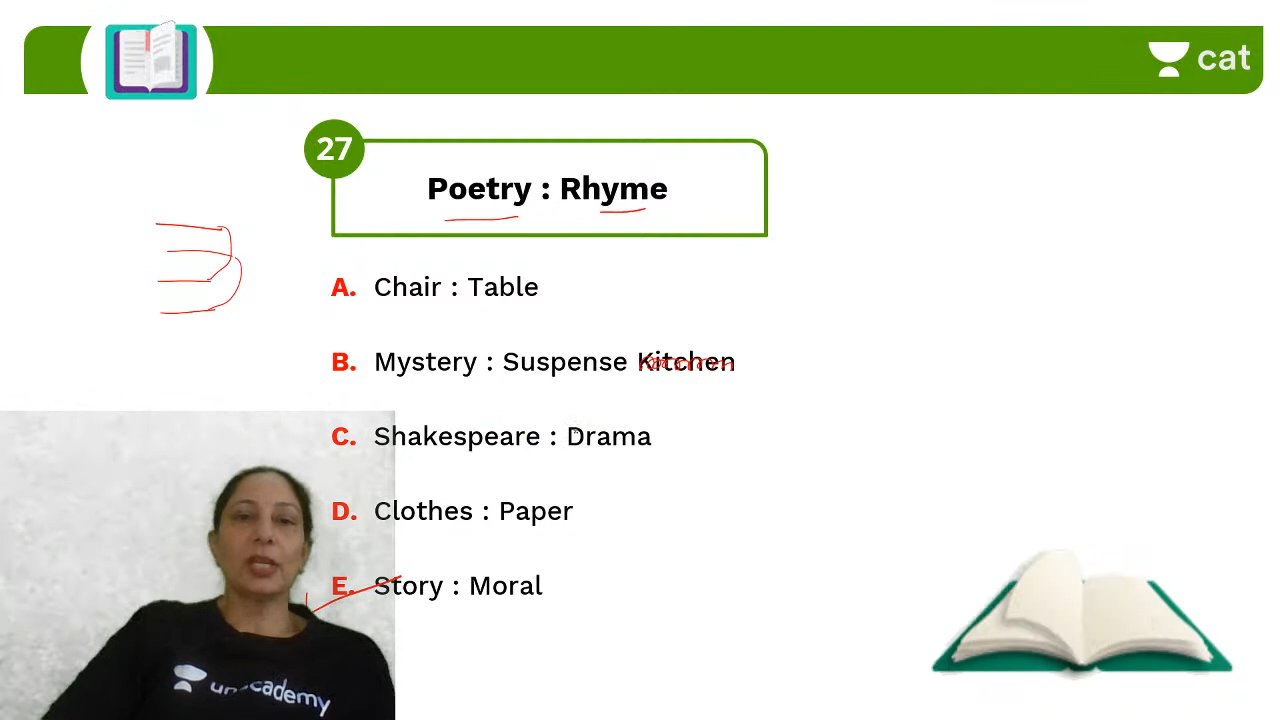 cat
27
Poetry : Rhyme
A. Chair : Table
B. Mystery : Suspense Kitchen
C. Shakespeare : Drama
D. Clothes : Paper
E. Story : Moral
unacademy